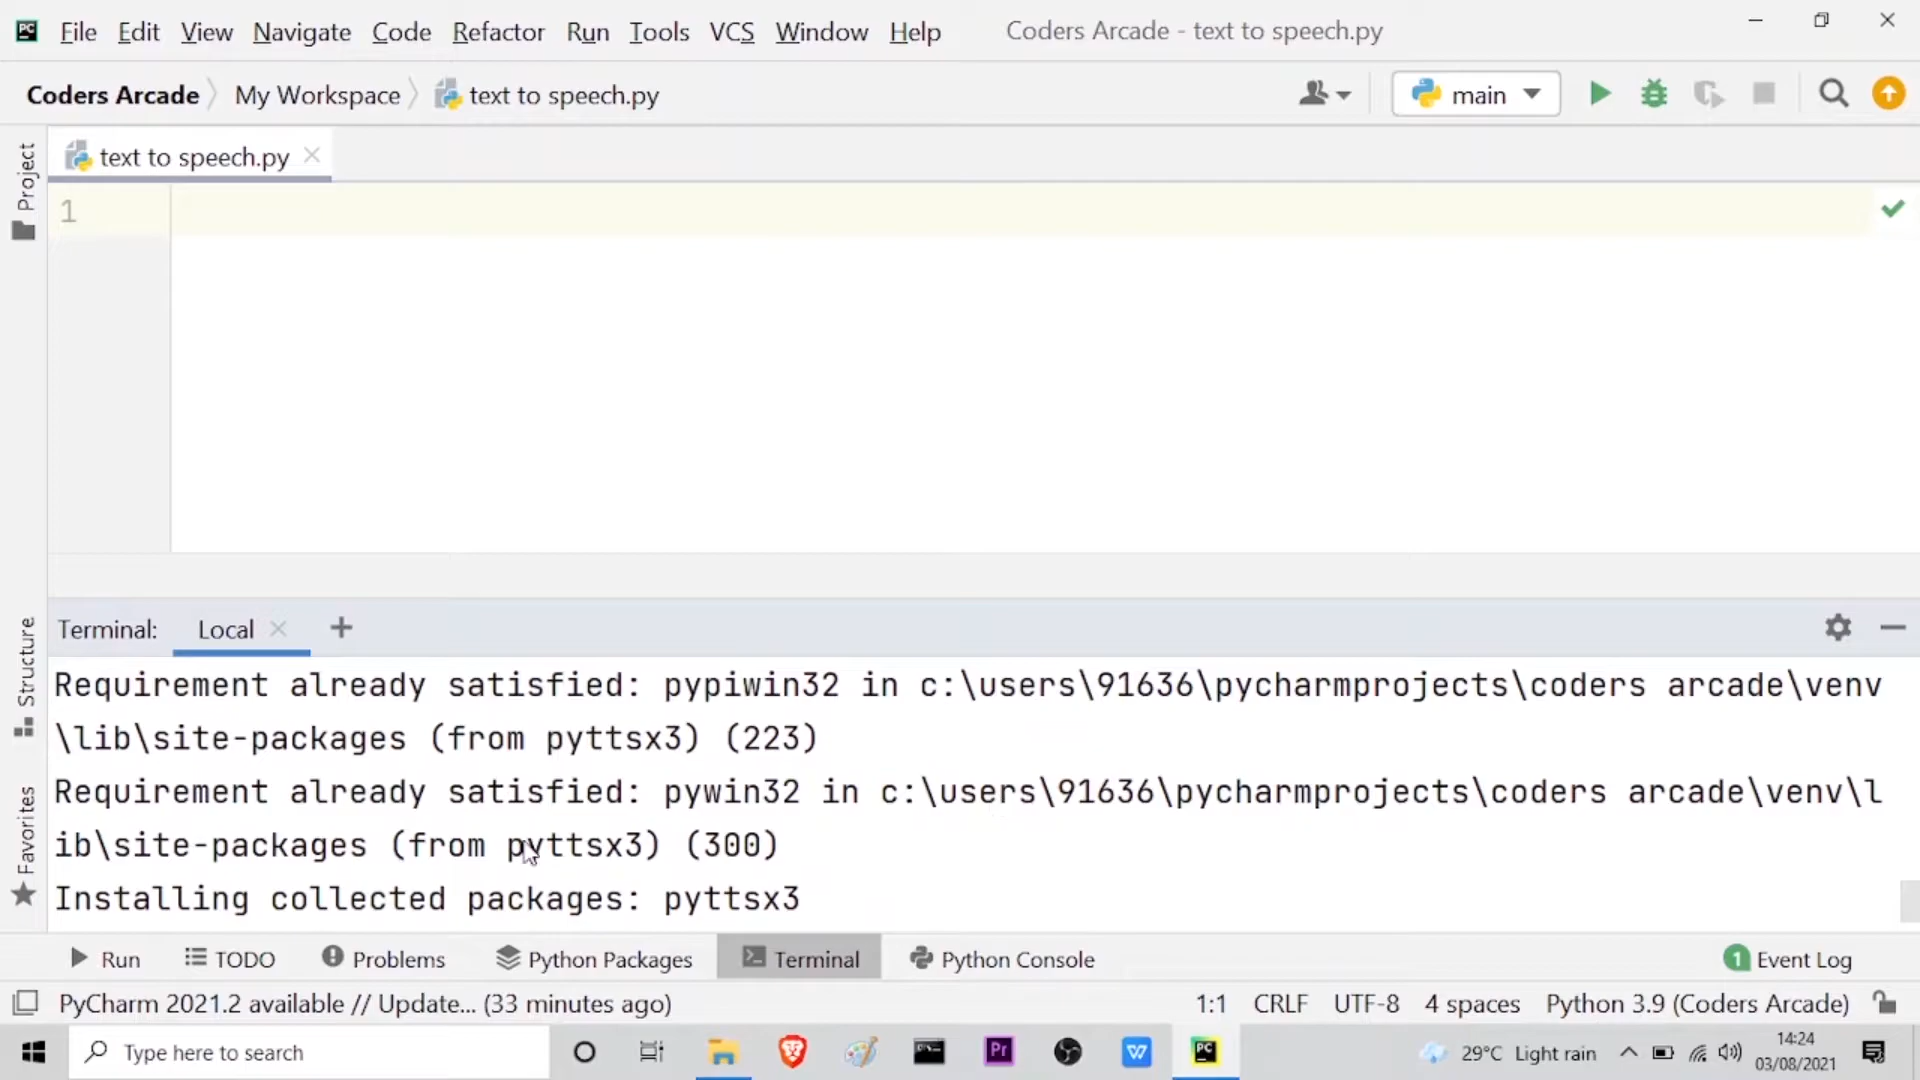 PC File Edit View Navigate Code Refactor Run Tools VCS Window Help Coders Arcade - text to speech.py
Coders Arcade My Workspace text to speech.py main
Project
text to speech.py
1
Structure
Favorites
Terminal: Local
Requirement already satisfied: pypiwin32 in c:\users\91636\pycharmprojects\coders arcade\venv
\lib\site-packages (from pyttsx3) (223)
Requirement already satisfied: pywin32 in c:\users\91636\pycharmprojects\coders arcade\venv\l
ib\site-packages (from pyttsx3) (300)
Installing collected packages: pyttsx3
Run TODO Problems Python Packages Terminal Python Console 1 Event Log
PyCharm 2021.2 available // Update... (33 minutes ago) 1:1 CRLF UTF-8 4 spaces Python 3.9 (Coders Arcade)
Type here to search Pr W PC 29°C Light rain 14:24
03/08/2021